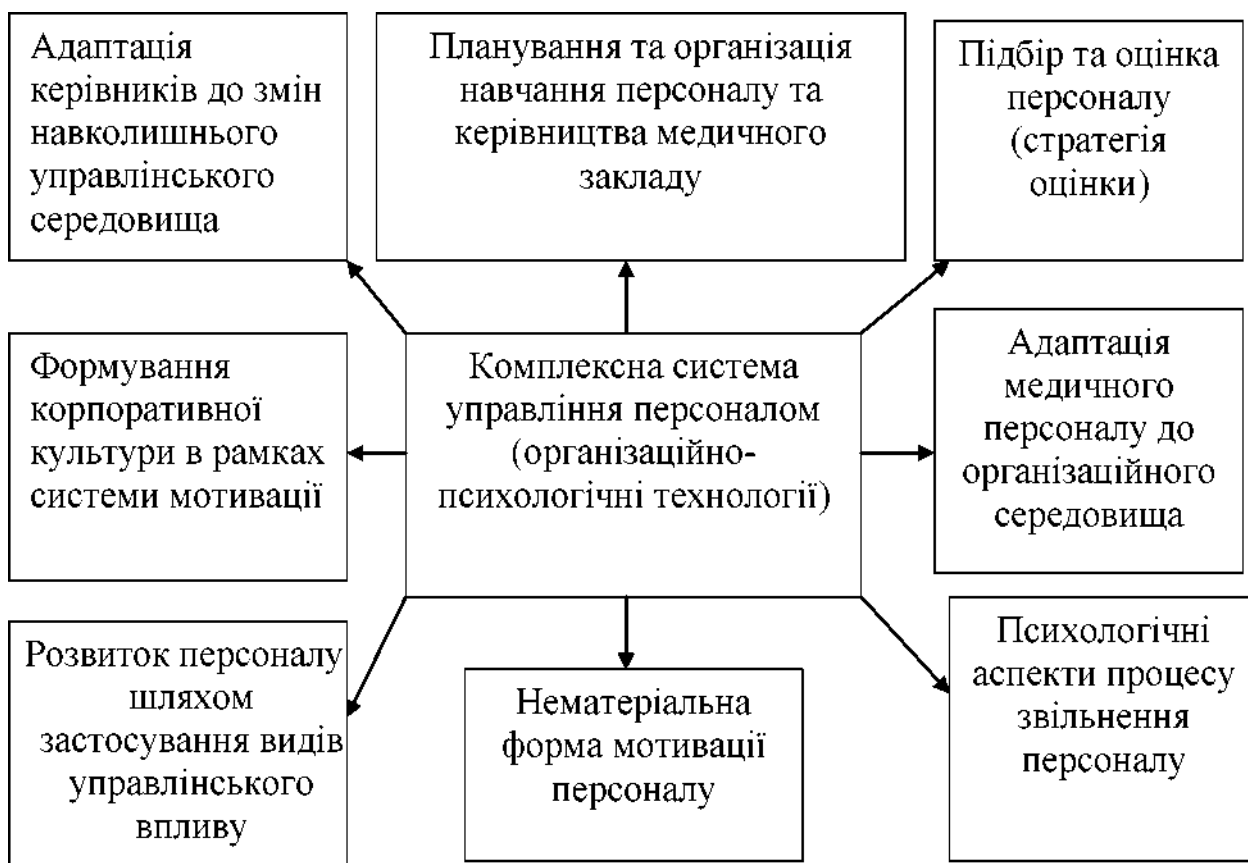 Адаптація
керівників до змін
навколишнього
управлінського
середовища
Планування та організація
навчання персоналу та
керівництва медичного
закладу
Підбір та оцінка
персоналу
(стратегія
оцінки)
Формування
корпоративної
культури в рамках
системи мотивації
Комплексна система
управління персоналом
(організаційно-
психологічні технології)
Адаптація
медичного
персоналу до
організаційного
середовища
Розвиток персоналу
шляхом
застосування видів
управлінського
впливу
Нематеріальна
форма мотивації
персоналу
Психологічні
аспекти процесу
звільнення
персоналу